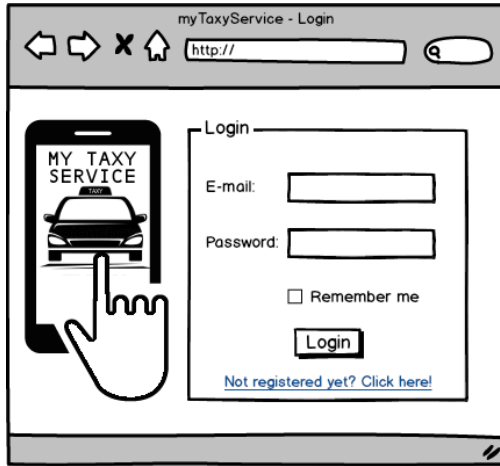 myTaxyService - Login
http://
MY TAXY
SERVICE
TAXY
Login
E-mail:
Password:
Remember me
Login
Not registered yet? Click here!